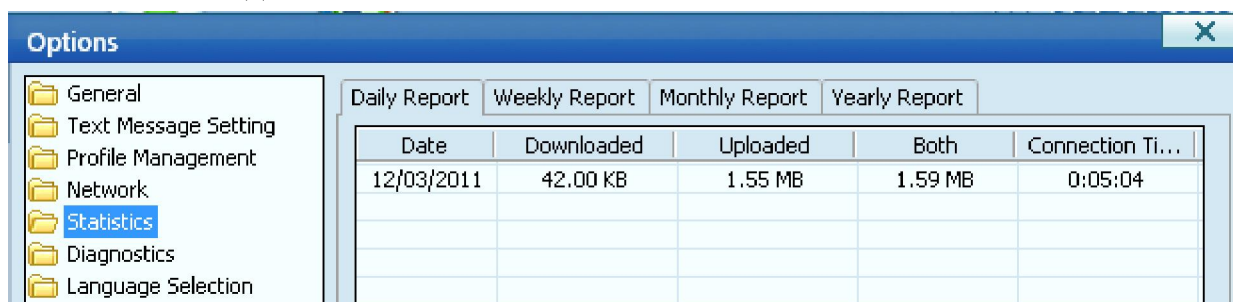 Options
General
Text Message Setting
Profile Management
Network
Statistics
Diagnostics
Language Selection
Daily Report Weekly Report Monthly Report Yearly Report
Date Downloaded Uploaded Both Connection Ti...
12/03/2011 42.00 KB 1.55 MB 1.59 MB 0:05:04